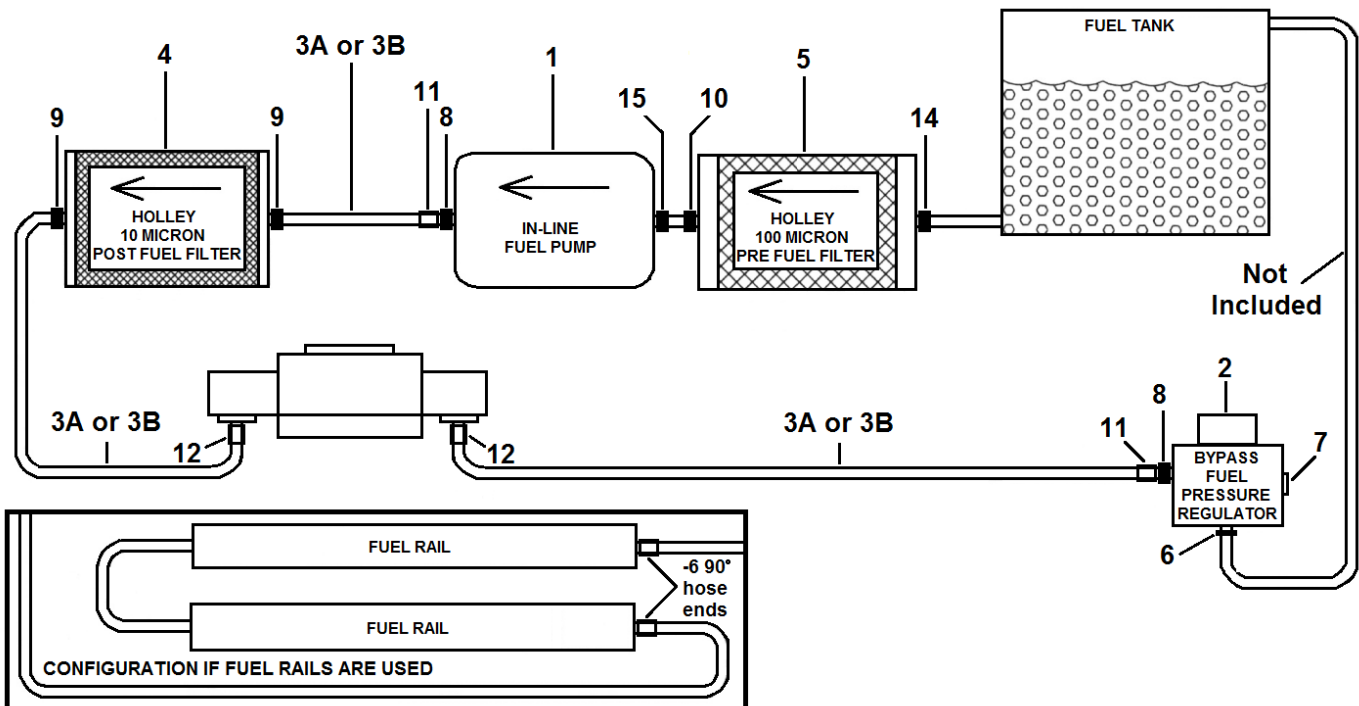 FUEL TANK
3A or 3B
4
1
5
11
15
10
14
9
9
8
HOLLEY
10 MICRON
POST FUEL FILTER
IN-LINE
FUEL PUMP
HOLLEY
100 MICRON
PRE FUEL FILTER
Not
Included
2
8
3A or 3B
12
12
3A or 3B
11
7
BYPASS
FUEL
PRESSURE
REGULATOR
6
FUEL RAIL
-6 90°
hose
ends
FUEL RAIL
CONFIGURATION IF FUEL RAILS ARE USED